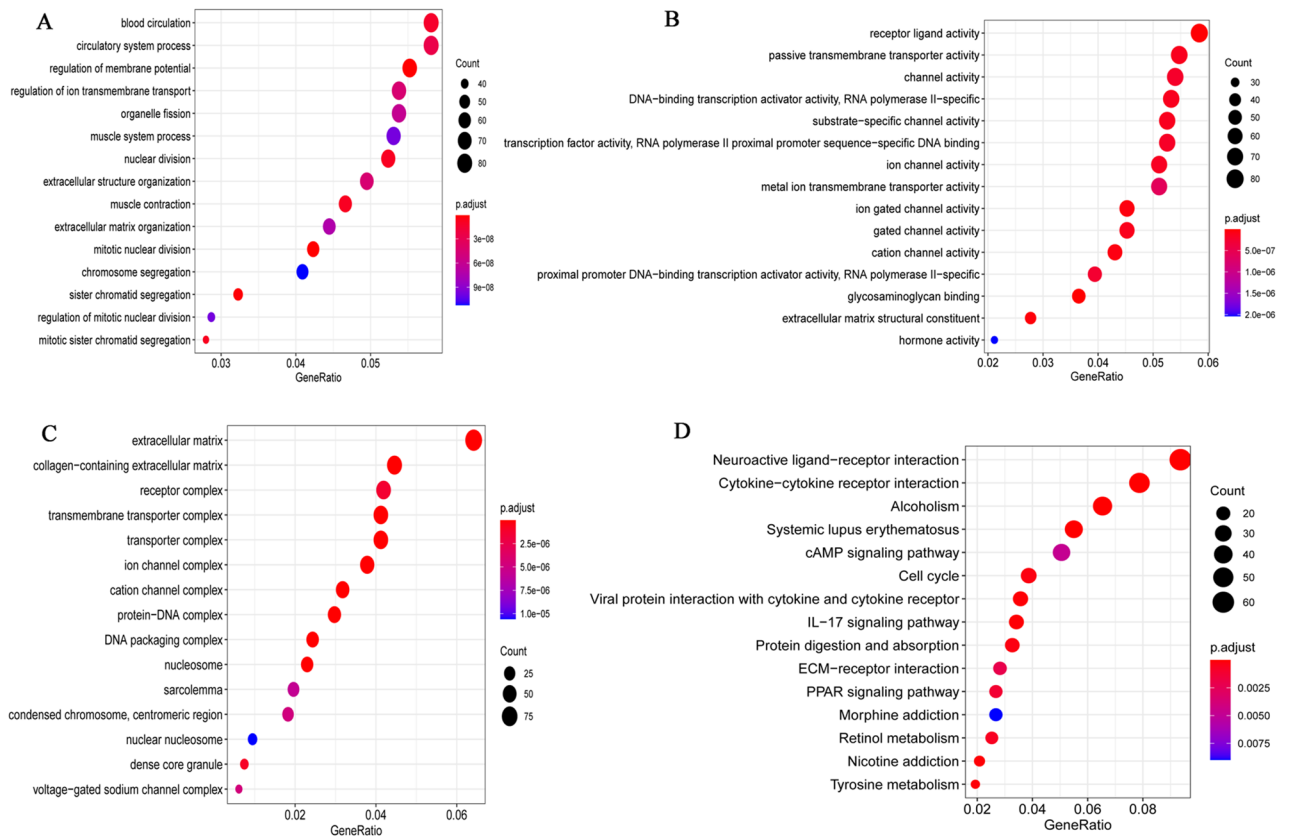 A
blood circulation
circulatory system process
regulation of membrane potential
regulation of ion transmembrane transport
organelle fission
muscle system process
nuclear division
extracellular structure organization
muscle contraction
extracellular matrix organization
mitotic nuclear division
chromosome segregation
sister chromatid segregation
regulation of mitotic nuclear division
mitotic sister chromatid segregation
0.03 0.04 0.05
GeneRatio
Count
40
50
60
70
80
p.adjust
3e−08
6e−08
9e−08
B
receptor ligand activity
passive transmembrane transporter activity
channel activity
DNA−binding transcription activator activity, RNA polymerase II−specific
substrate−specific channel activity
transcription factor activity, RNA polymerase II proximal promoter sequence−specific DNA binding
ion channel activity
metal ion transmembrane transporter activity
ion gated channel activity
gated channel activity
cation channel activity
proximal promoter DNA−binding transcription activator activity, RNA polymerase II−specific
glycosaminoglycan binding
extracellular matrix structural constituent
hormone activity
0.02 0.03 0.04 0.05 0.06
GeneRatio
Count
30
40
50
60
70
80
p.adjust
5.0e−07
1.0e−06
1.5e−06
2.0e−06
C
extracellular matrix
collagen−containing extracellular matrix
receptor complex
transmembrane transporter complex
transporter complex
ion channel complex
cation channel complex
protein−DNA complex
DNA packaging complex
nucleosome
sarcolemma
condensed chromosome, centromeric region
nuclear nucleosome
dense core granule
voltage−gated sodium channel complex
0.02 0.04 0.06
GeneRatio
p.adjust
2.5e−06
5.0e−06
7.5e−06
1.0e−05
Count
25
50
75
D
Neuroactive ligand−receptor interaction
Cytokine−cytokine receptor interaction
Alcoholism
Systemic lupus erythematosus
cAMP signaling pathway
Cell cycle
Viral protein interaction with cytokine and cytokine receptor
IL−17 signaling pathway
Protein digestion and absorption
ECM−receptor interaction
PPAR signaling pathway
Morphine addiction
Retinol metabolism
Nicotine addiction
Tyrosine metabolism
0.02 0.04 0.06 0.08
GeneRatio
Count
20
30
40
50
60
p.adjust
0.0025
0.0050
0.0075